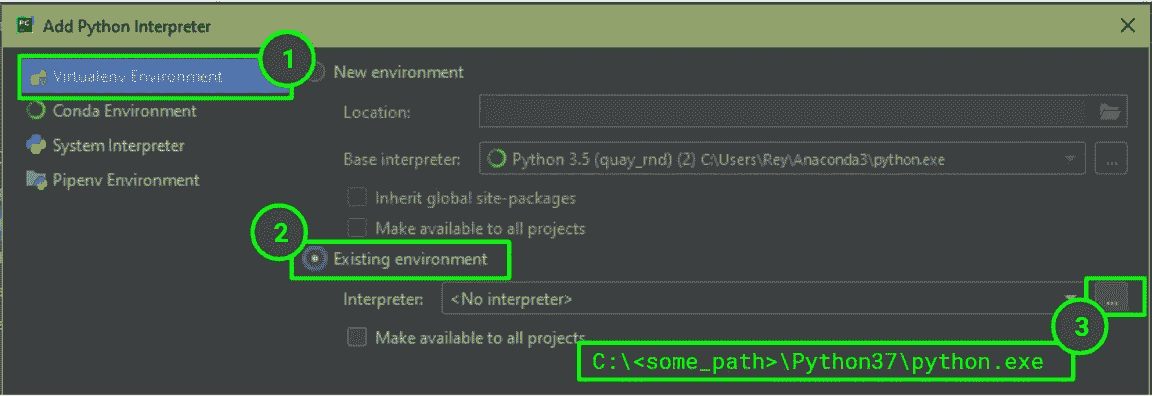 PC Add Python Interpreter
1
Virtualenv Environment
Conda Environment
System Interpreter
Pipenv Environment
New environment
Location:
Base interpreter: Python 3.5 (quay_rnd) (2) C:\Users\Rey\Anaconda3\python.exe ...
Inherit global site-packages
Make available to all projects
2
Existing environment
Interpreter: <No interpreter> ...
Make available to all projects
3
C:\<some_path>\Python37\python.exe